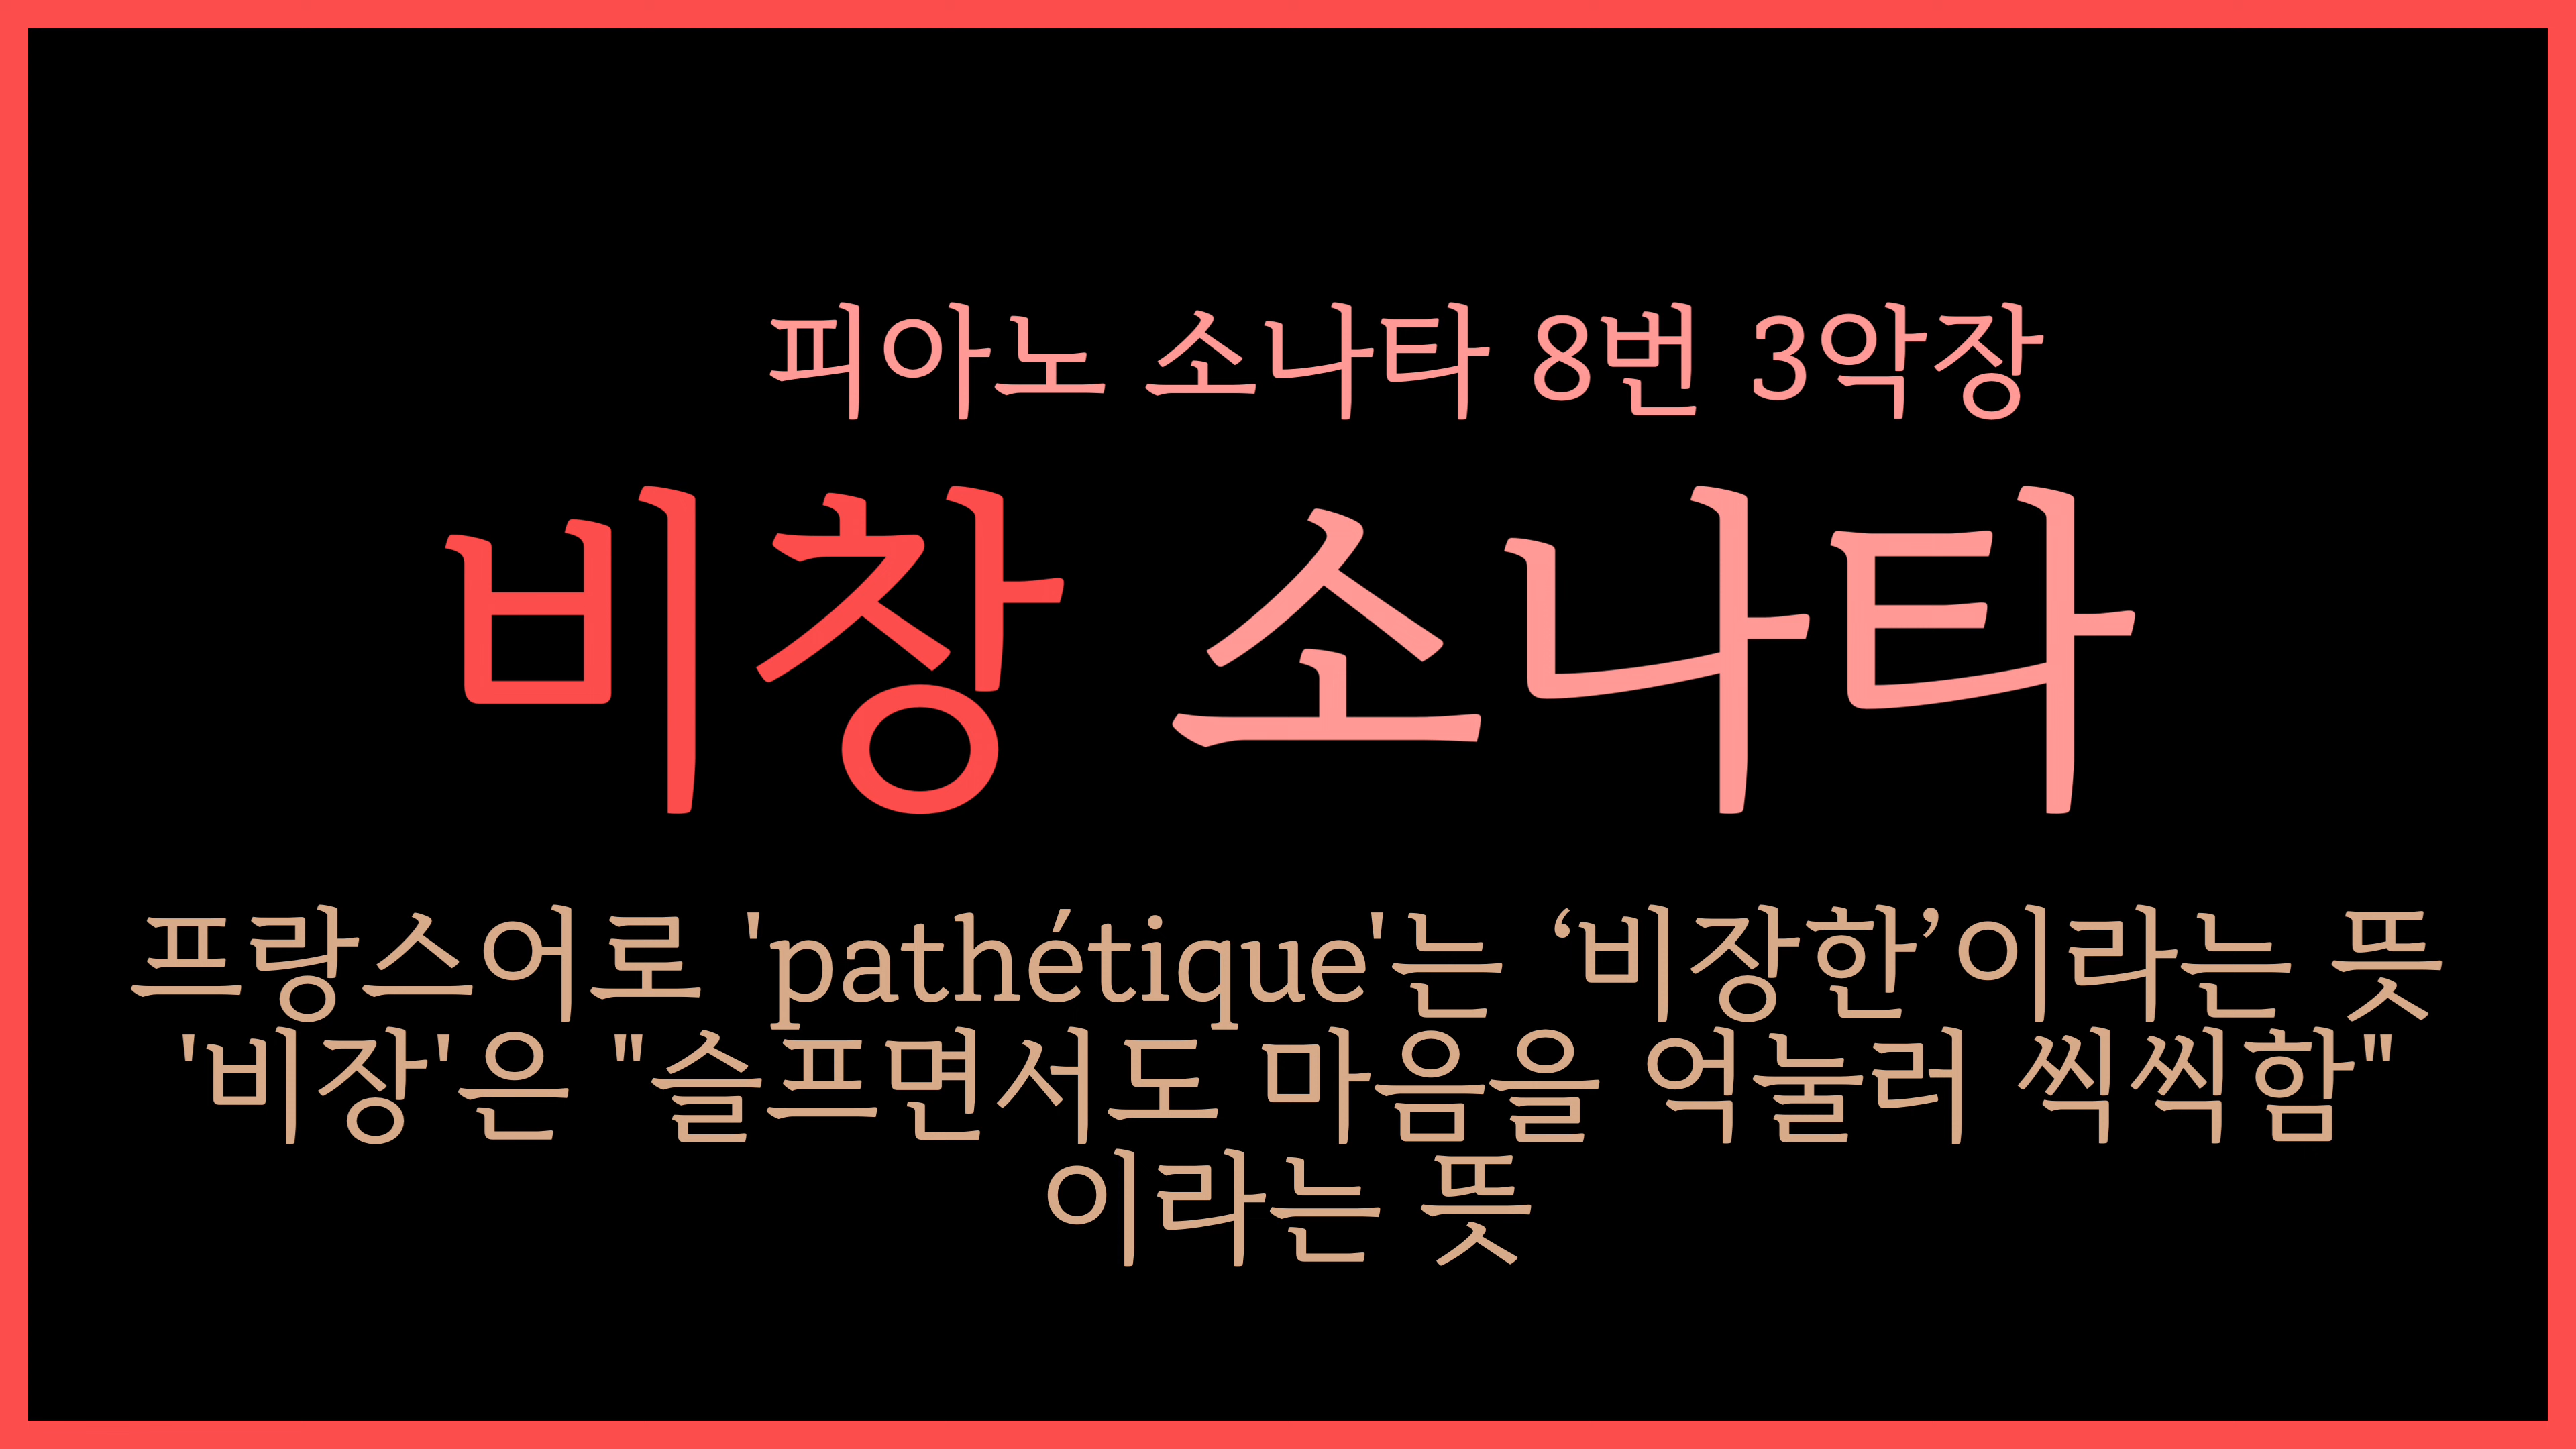 피아노 소나타 8번 3악장
비창 소나타
프랑스어로 'pathétique'는 ‘비장한’이라는 뜻
'비장'은 "슬프면서도 마음을 억눌러 씩씩함"
이라는 뜻